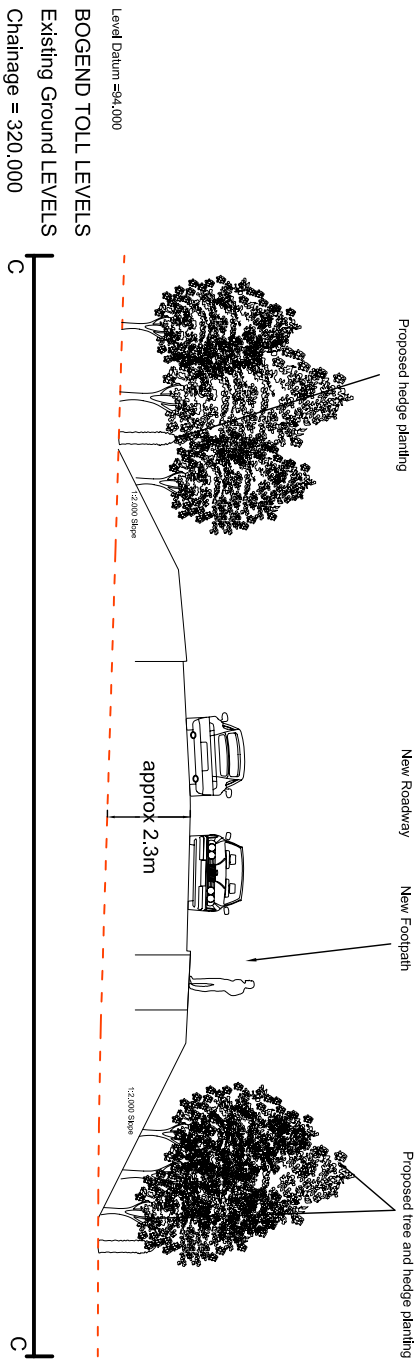 Proposed hedge planting
New Roadway
New Footpath
Proposed tree and hedge planting
1:2.000 Slope
approx 2.3m
1:2.000 Slope
Level Datum =94.000
BOGEND TOLL LEVELS
Existing Ground LEVELS
Chainage = 320.000
C
C